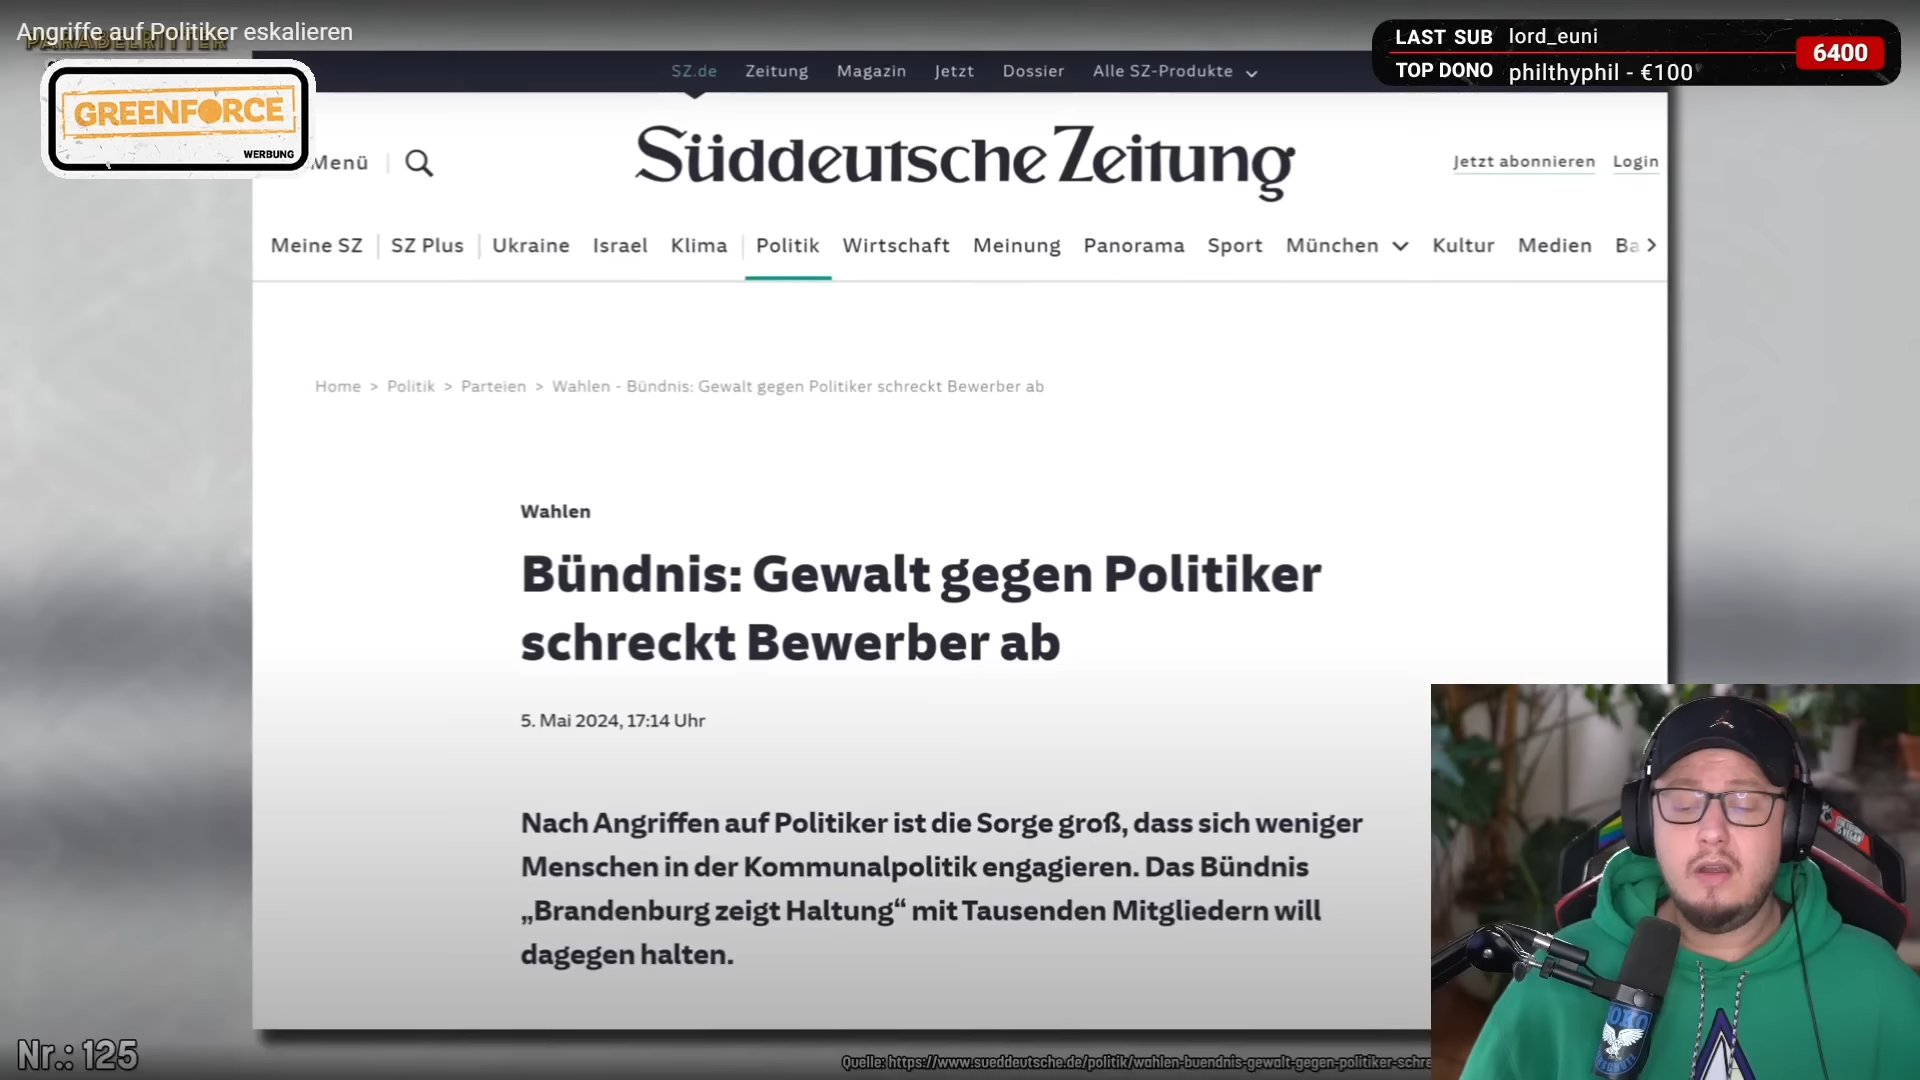 Angriffe auf Politiker eskalieren
PARABELRITTER
LAST SUB lord_euni
TOP DONO philthyphil - €100
6400
GREENFORCE
WERBUNG
SZ.de Zeitung Magazin Jetzt Dossier Alle SZ-Produkte
Menü
Süddeutsche Zeitung
Jetzt abonnieren Login
Meine SZ SZ Plus Ukraine Israel Klima Politik Wirtschaft Meinung Panorama Sport München Kultur Medien Ba
Home > Politik > Parteien > Wahlen - Bündnis: Gewalt gegen Politiker schreckt Bewerber ab
Wahlen
Bündnis: Gewalt gegen Politiker
schreckt Bewerber ab
5. Mai 2024, 17:14 Uhr
Nach Angriffen auf Politiker ist die Sorge groß, dass sich weniger
Menschen in der Kommunalpolitik engagieren. Das Bündnis
„Brandenburg zeigt Haltung“ mit Tausenden Mitgliedern will
dagegen halten.
Nr.: 125
Quelle: https://www.sueddeutsche.de/politik/wahlen-buendnis-gewalt-gegen-politiker-schre